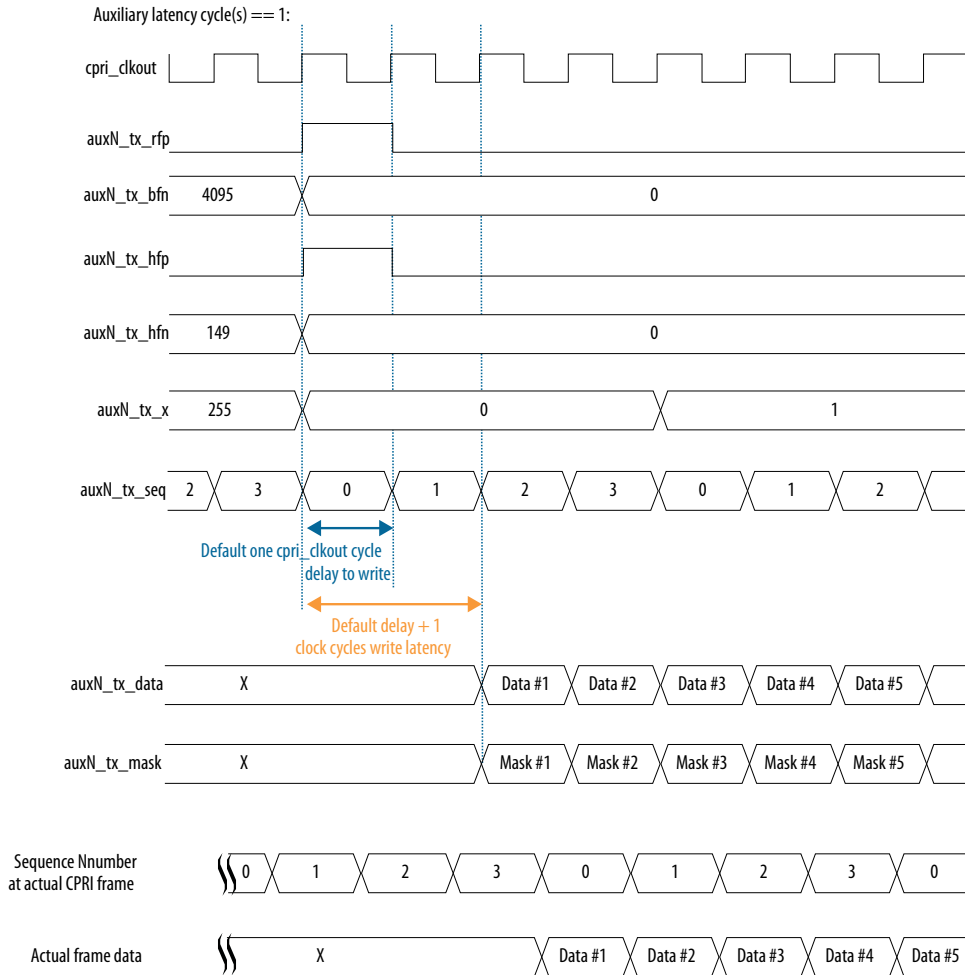 Auxiliary latency cycle(s) == 1:
cpri_clkout
auxN_tx_rfp
auxN_tx_bfn 4095 0
auxN_tx_hfp
auxN_tx_hfn 149 0
auxN_tx_x 255 0 1
auxN_tx_seq 2 3 0 1 2 3 0 1 2
Default one cpri_clkout cycle
delay to write
Default delay + 1
clock cycles write latency
auxN_tx_data X Data #1 Data #2 Data #3 Data #4 Data #5
auxN_tx_mask X Mask #1 Mask #2 Mask #3 Mask #4 Mask #5
Sequence Nnumber
at actual CPRI frame 0 1 2 3 0 1 2 3 0
Actual frame data X Data #1 Data #2 Data #3 Data #4 Data #5